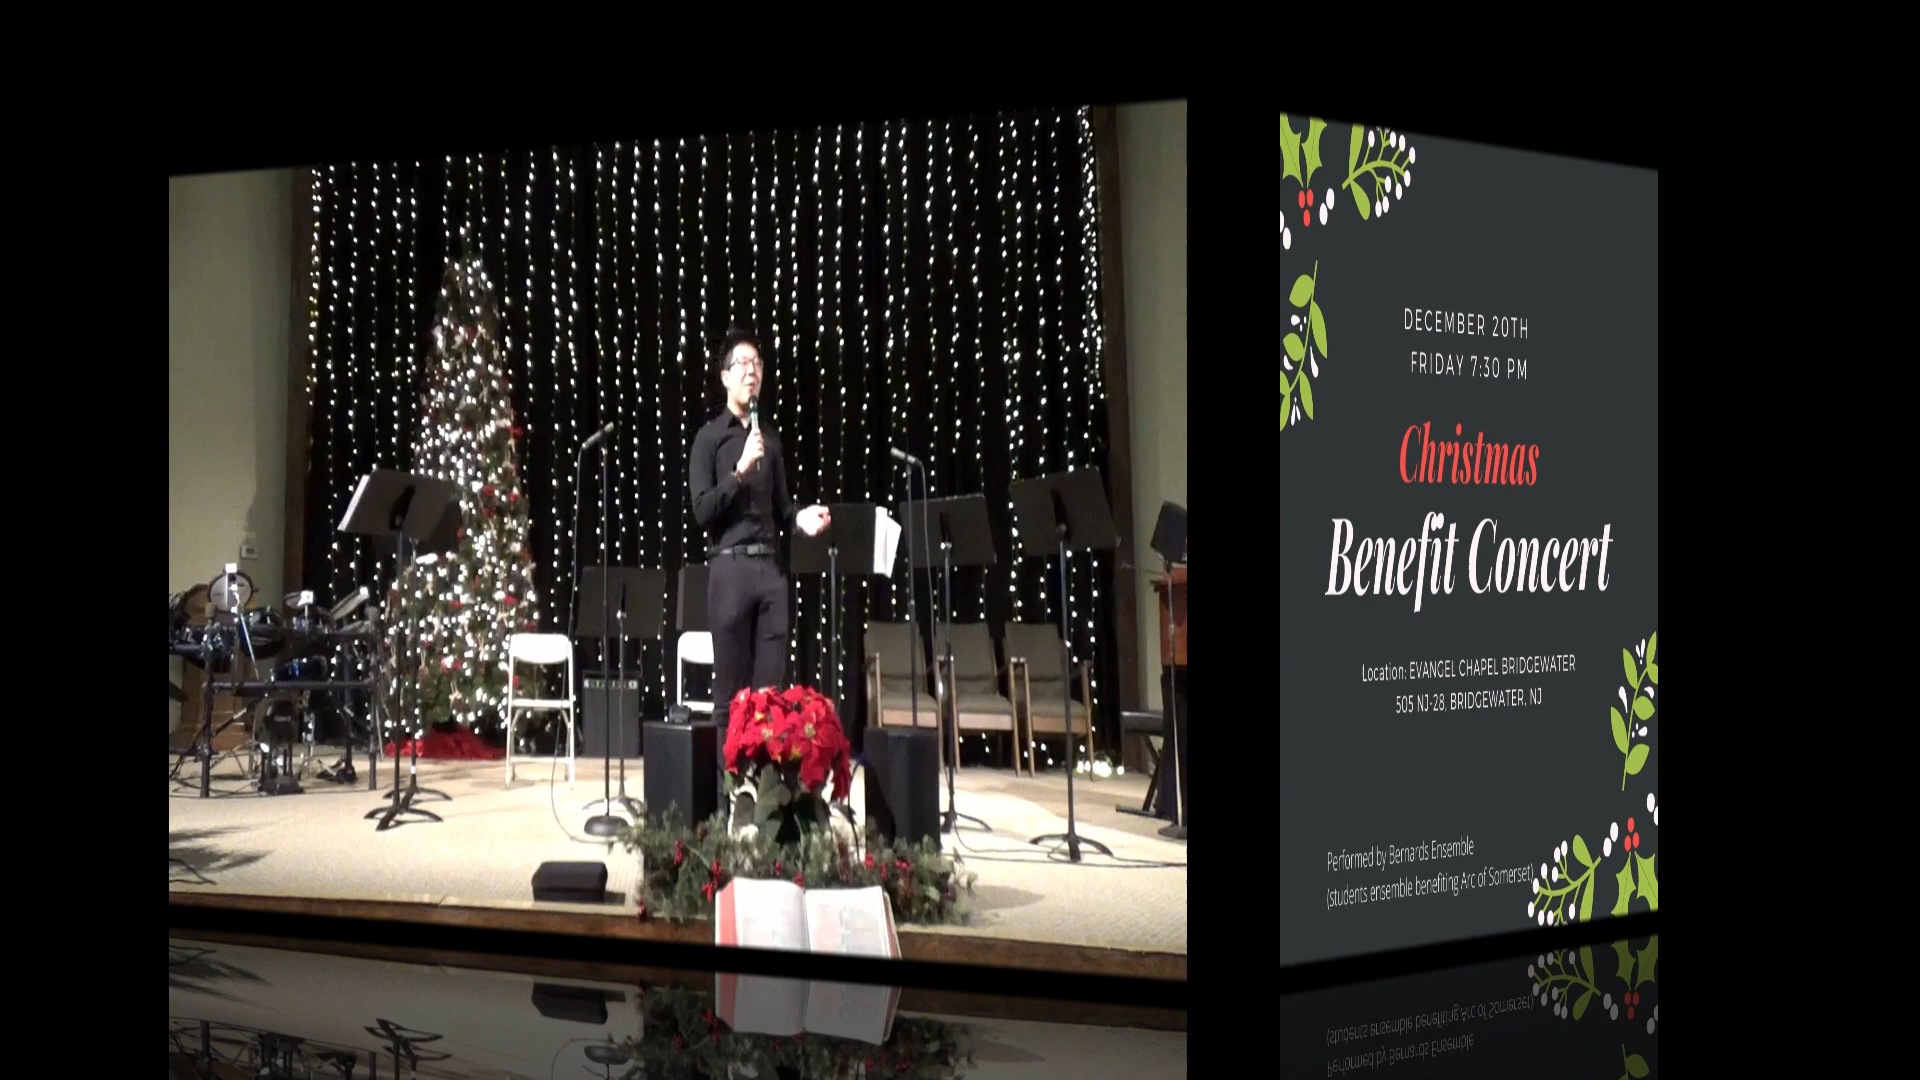 DECEMBER 20TH
FRIDAY 7:30 PM
Christmas
Benefit Concert
Location: EVANGEL CHAPEL BRIDGEWATER
505 NJ-28, BRIDGEWATER, NJ
Performed by Bernards Ensemble
(students ensemble benefiting Arc of Somerset)